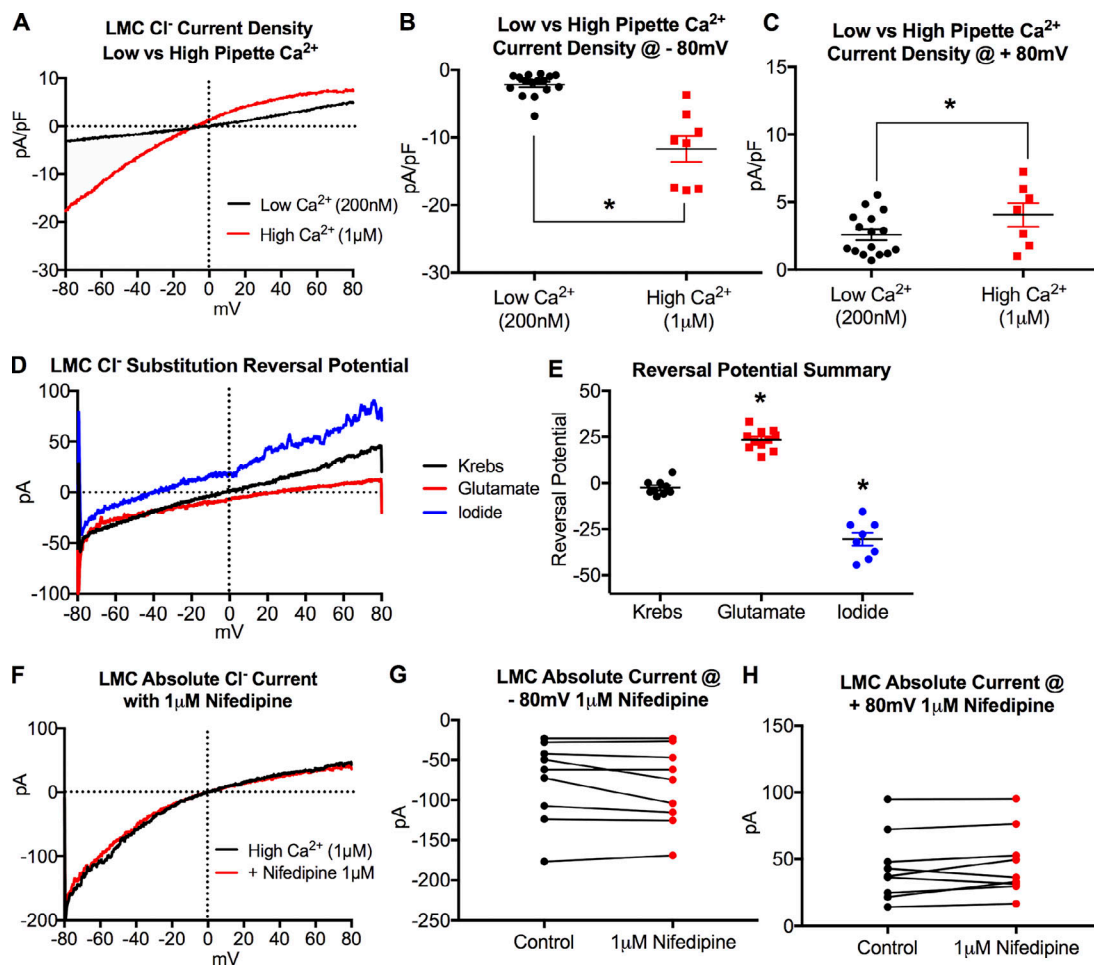 A
LMC Cl⁻ Current Density
Low vs High Pipette Ca²⁺
10
0
-10
-20
-30
pA/pF
-80 -60 -40 -20 0 20 40 60 80
mV
Low Ca²⁺ (200nM)
High Ca²⁺ (1µM)
B
Low vs High Pipette Ca²⁺
Current Density @ - 80mV
0
-10
-20
-30
pA/pF
*
Low Ca²⁺ High Ca²⁺
(200nM) (1µM)
C
Low vs High Pipette Ca²⁺
Current Density @ + 80mV
15
10
5
0
pA/pF
*
Low Ca²⁺ High Ca²⁺
(200nM) (1µM)
D
LMC Cl⁻ Substitution Reversal Potential
100
50
0
-50
-100
pA
-80 -60 -40 -20 0 20 40 60 80
mV
Krebs
Glutamate
Iodide
E
Reversal Potential Summary
50
25
0
-25
-50
Reversal Potential
*
*
Krebs Glutamate Iodide
F
LMC Absolute Cl⁻ Current
with 1µM Nifedipine
100
0
-100
-200
pA
-80 -60 -40 -20 0 20 40 60 80
mV
High Ca²⁺ (1µM)
+ Nifedipine 1µM
G
LMC Absolute Current @
- 80mV 1µM Nifedipine
0
-50
-100
-150
-200
-250
pA
Control 1µM Nifedipine
H
LMC Absolute Current @
+ 80mV 1µM Nifedipine
150
100
50
0
pA
Control 1µM Nifedipine